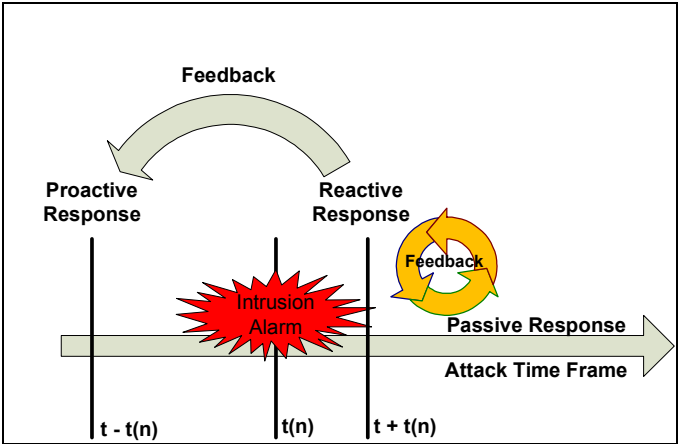 Feedback
Proactive
Response
Reactive
Response
Feedback
Intrusion
Alarm
Passive Response
Attack Time Frame
t - t(n)
t(n)
t + t(n)